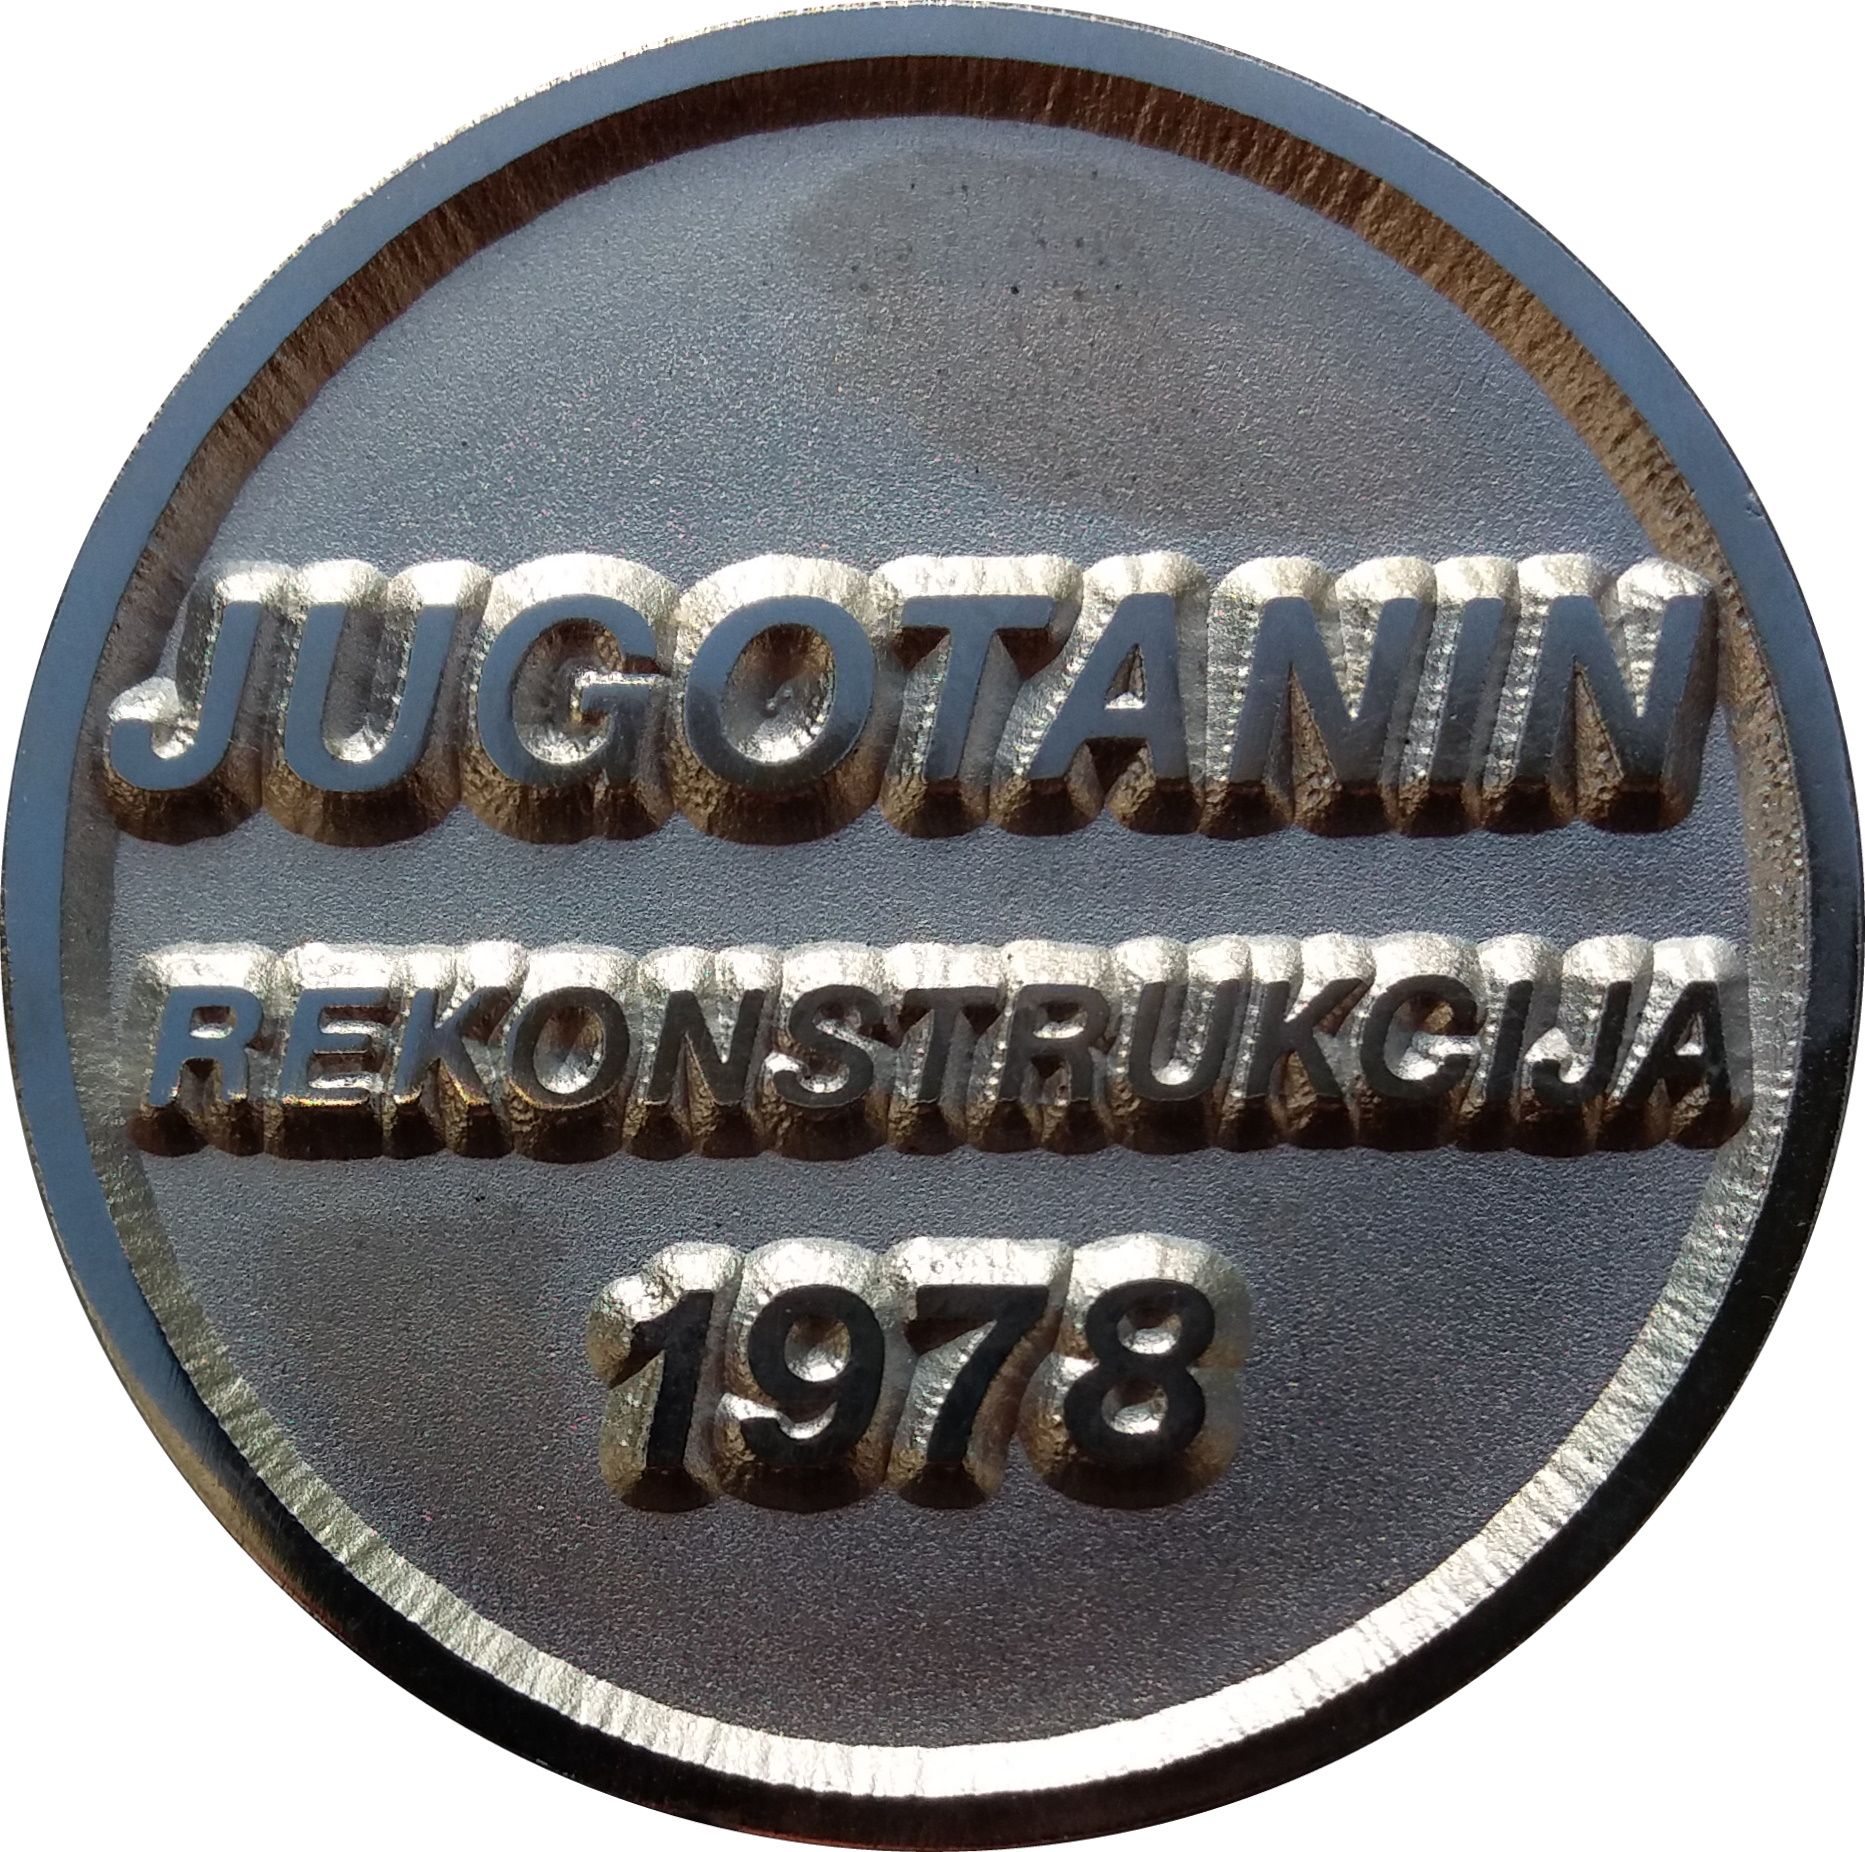 JUGOTANIN
REKONSTRUKCIJA
1978